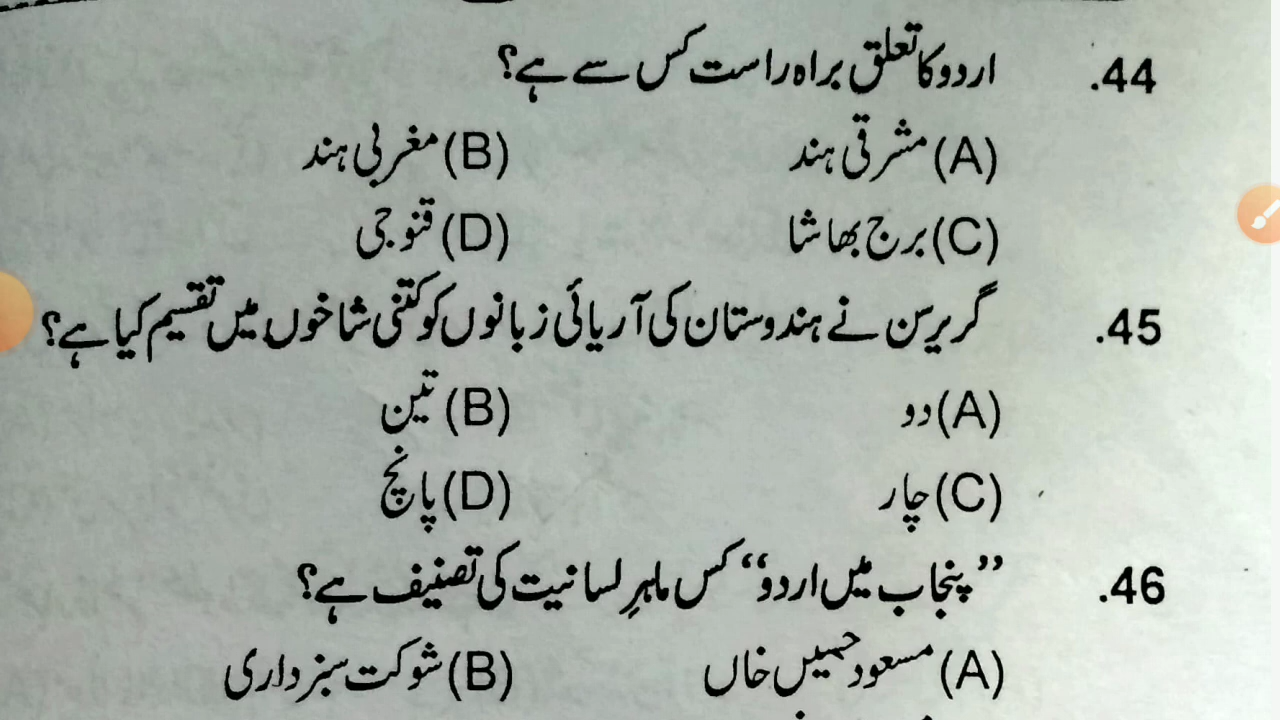 44. اردو کا تعلق براہ راست کس سے ہے؟
(A) مشرقی ہند (B) مغربی ہند
(C) برج بھاشا (D) قنوجی
45. گریرسن نے ہندوستان کی آریائی زبانوں کو کتنی شاخوں میں تقسیم کیا ہے؟
(A) دو (B) تین
(C) چار (D) پانچ
46. ”پنجاب میں اردو“ کس ماہرِ لسانیت کی تصنیف ہے؟
(A) مسعود حسیں خاں (B) شوکت سبزواری